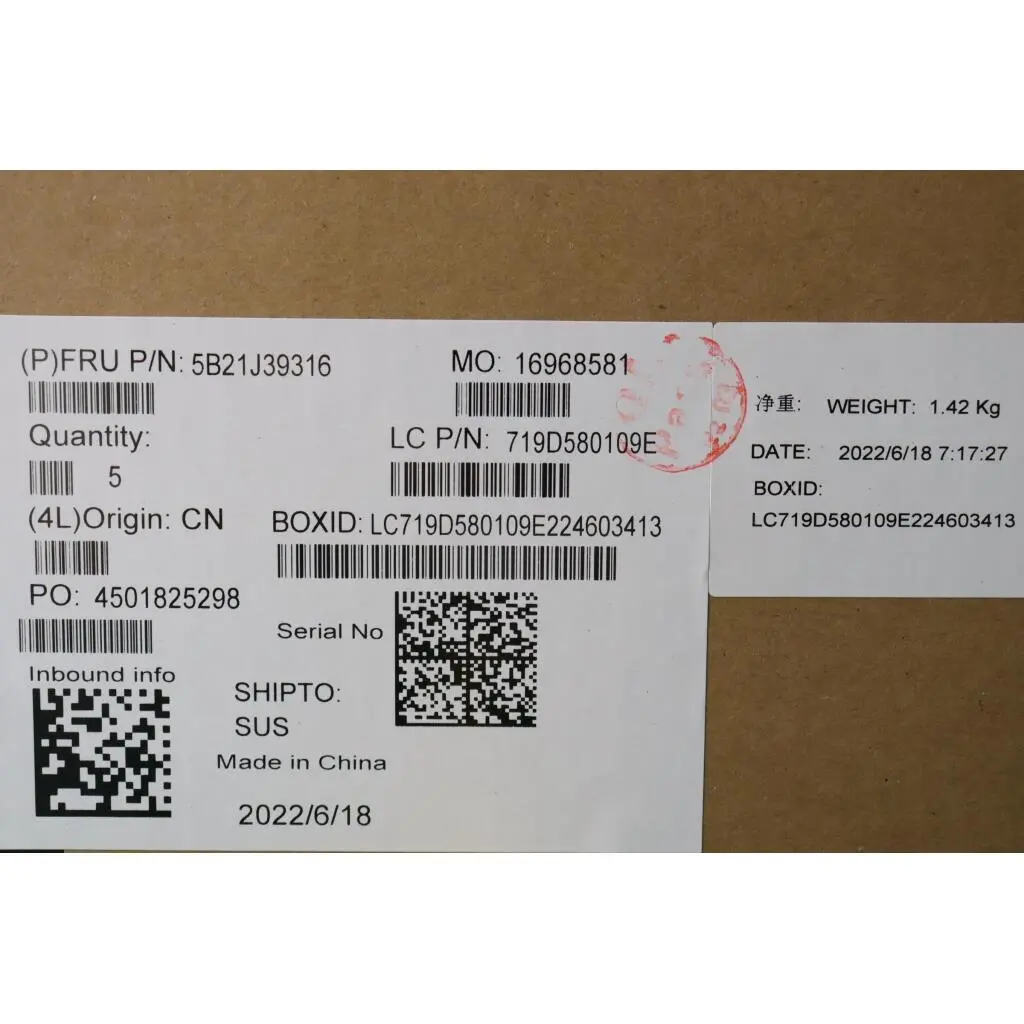 (P)FRU P/N: 5B21J39316
MO: 16968581
Quantity:
5
LC P/N: 719D580109E
(4L)Origin: CN
BOXID: LC719D580109E224603413
PO: 4501825298
Serial No
Inbound info
SHIPTO:
SUS
Made in China
2022/6/18
净重: WEIGHT: 1.42 Kg
DATE: 2022/6/18 7:17:27
BOXID:
LC719D580109E224603413